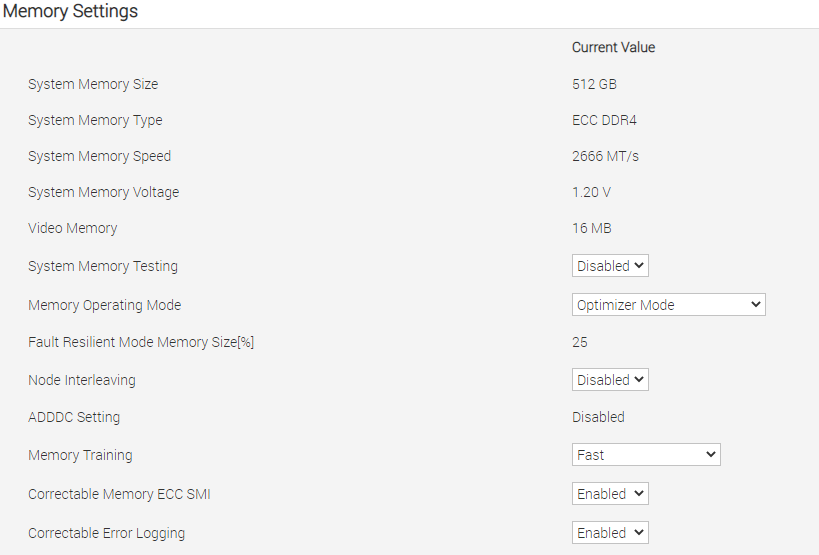 Memory Settings
Current Value
System Memory Size 512 GB
System Memory Type ECC DDR4
System Memory Speed 2666 MT/s
System Memory Voltage 1.20 V
Video Memory 16 MB
System Memory Testing Disabled
Memory Operating Mode Optimizer Mode
Fault Resilient Mode Memory Size[%] 25
Node Interleaving Disabled
ADDDC Setting Disabled
Memory Training Fast
Correctable Memory ECC SMI Enabled
Correctable Error Logging Enabled